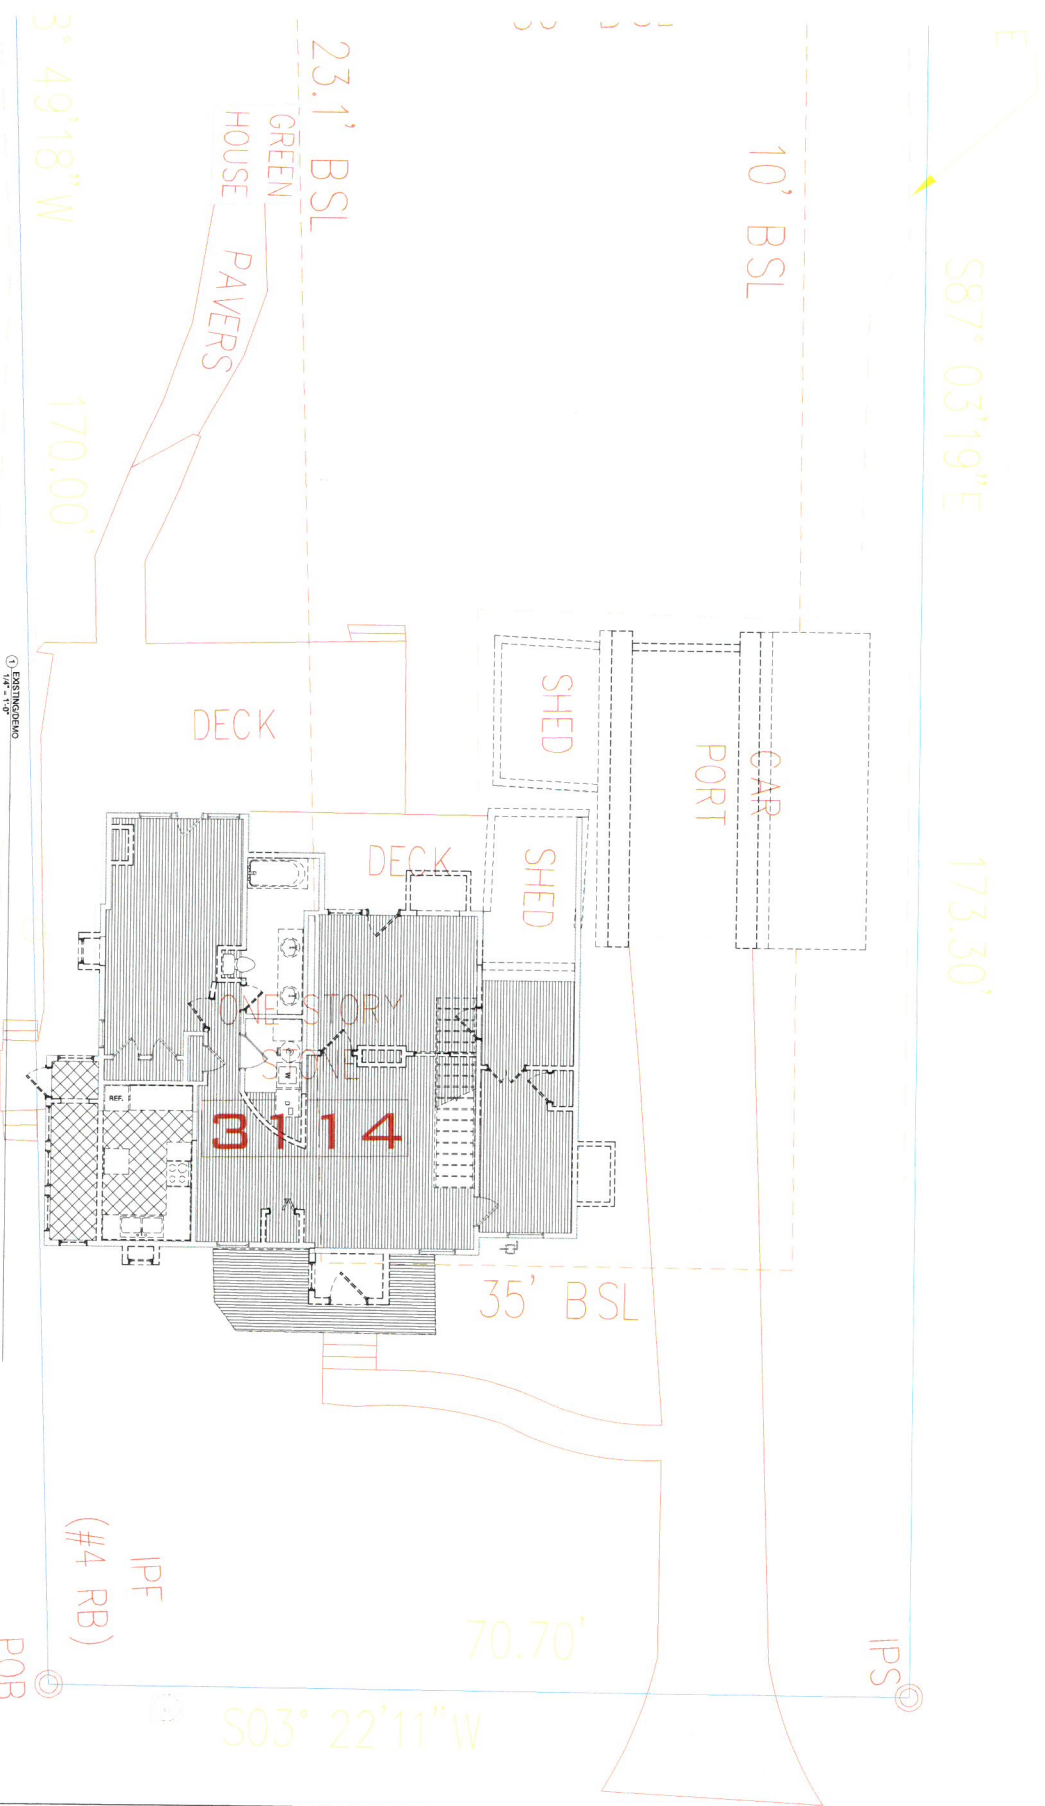 3° 49'18" W
170.00'
23.1' BSL
10' BSL
E
S87° 03'19"E
173.30'
GREEN
HOUSE
PAVERS
1
EXISTING/DEMO
1/4" = 1'-0"
DECK
SHED
CAR
PORT
DECK
SHED
ONE STORY
STONE
W
D
REF.
3114
35' BSL
IPF
(#4 RB)
POB
70.70'
S03° 22'11"W
IPS